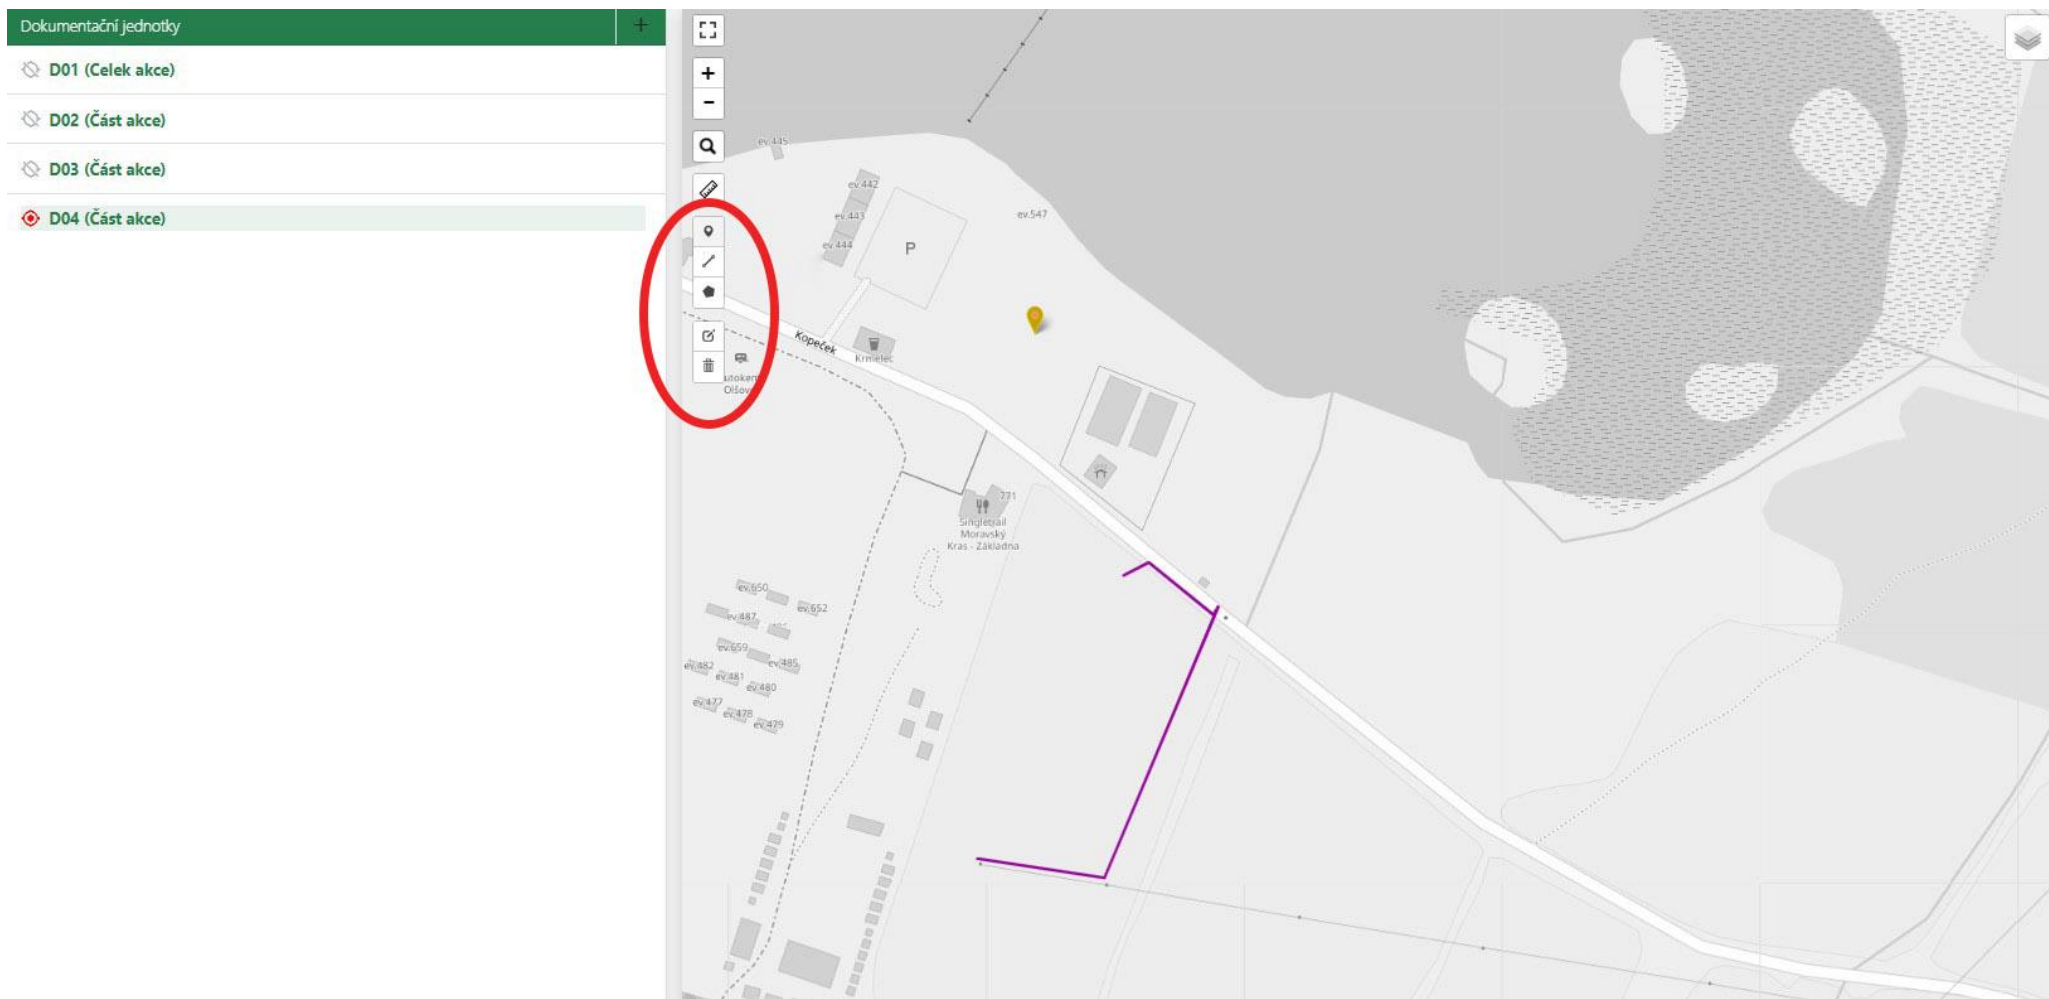 Dokumentační jednotky
D01 (Celek akce)
D02 (Část akce)
D03 (Část akce)
D04 (Část akce)
ev.445
ev.442
ev.443
ev.444
P
ev.547
Kopeček
Krmelec
utokem
Olšov
771
Singletrail
Moravský
Kras - Základna
ev.650
ev.652
ev.487
ev.659
ev.485
ev.482
ev.481
ev.480
ev.477
ev.478
ev.479